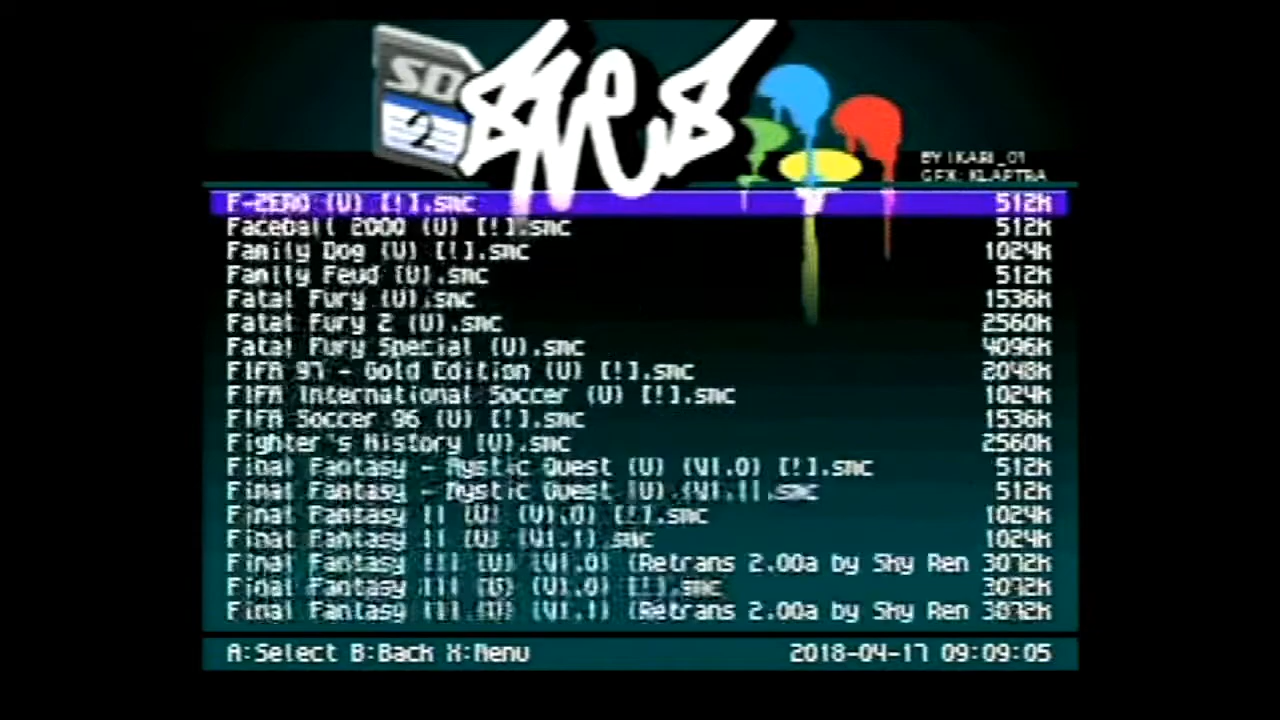 SD
2
snes
BY IKARI_01
GFX: KLAPTRA
F-ZERO (U) [!].smc 512K
Faceball 2000 (U) [!].smc 512K
Family Dog (U) [!].smc 1024K
Family Feud (U).smc 512K
Fatal Fury (U).smc 1536K
Fatal Fury 2 (U).smc 2560K
Fatal Fury Special (U).smc 4096K
FIFA 97 - Gold Edition (U) [!].smc 2048K
FIFA International Soccer (U) [!].smc 1024K
FIFA Soccer 96 (U) [!].smc 1536K
Fighter's History (U).smc 2560K
Final Fantasy - Mystic Quest (U) (V1.0) [!].smc 512K
Final Fantasy - Mystic Quest (U) (V1.1).smc 512K
Final Fantasy II (U) (V1.0) [!].smc 1024K
Final Fantasy II (U) (V1.1).smc 1024K
Final Fantasy III (U) (V1.0) (Retrans 2.00a by Sky Ren 3072K
Final Fantasy III (U) (V1.0) [!].smc 3072K
Final Fantasy III (U) (V1.1) (Retrans 2.00a by Sky Ren 3072K
A:Select B:Back X:Menu 2018-04-17 09:09:05